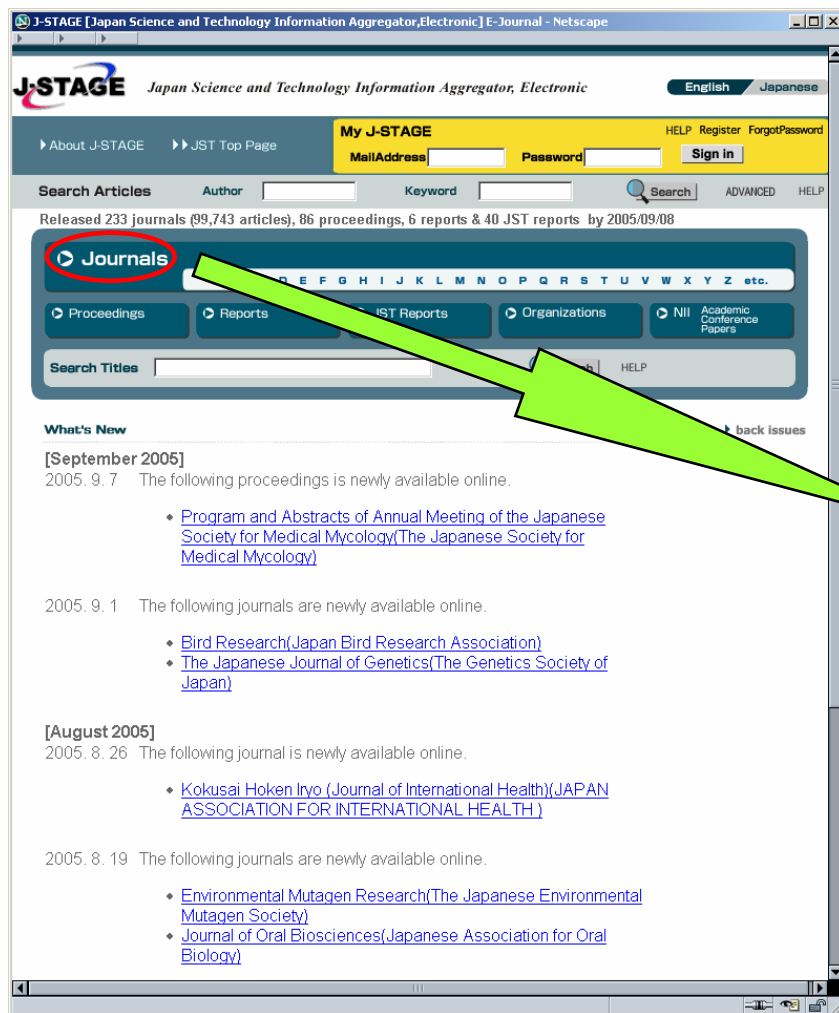 J-STAGE [Japan Science and Technology Information Aggregator,Electronic] E-Journal - Netscape
J-STAGE Japan Science and Technology Information Aggregator, Electronic English Japanese
About J-STAGE JST Top Page
My J-STAGE HELP Register ForgotPassword
MailAddress Password Sign in
Search Articles Author Keyword Search ADVANCED HELP
Released 233 journals (99,743 articles), 86 proceedings, 6 reports & 40 JST reports by 2005/09/08
Journals
D E F G H I J K L M N O P Q R S T U V W X Y Z etc.
Proceedings Reports JST Reports Organizations NII Academic
Conference
Papers
Search Titles HELP
What's New back issues
[September 2005]
2005. 9. 7 The following proceedings is newly available online.
Program and Abstracts of Annual Meeting of the Japanese
Society for Medical Mycology(The Japanese Society for
Medical Mycology)
2005. 9. 1 The following journals are newly available online.
Bird Research(Japan Bird Research Association)
The Japanese Journal of Genetics(The Genetics Society of
Japan)
[August 2005]
2005. 8. 26 The following journal is newly available online.
Kokusai Hoken Iryo (Journal of International Health)(JAPAN
ASSOCIATION FOR INTERNATIONAL HEALTH )
2005. 8. 19 The following journals are newly available online.
Environmental Mutagen Research(The Japanese Environmental
Mutagen Society)
Journal of Oral Biosciences(Japanese Association for Oral
Biology)